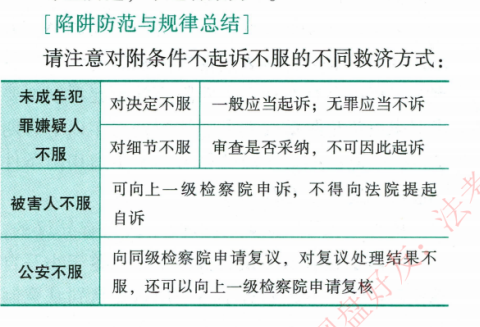 [陷阱防范与规律总结]
请注意对附条件不起诉不服的不同救济方式：
未成年犯
罪嫌疑人
不服
对决定不服
一般应当起诉；无罪应当不诉
对细节不服
审查是否采纳，不可因此起诉
被害人不服
可向上一级检察院申诉，不得向法院提起
自诉
公安不服
向同级检察院申请复议，对复议处理结果不
服，还可以向上一级检察院申请复核